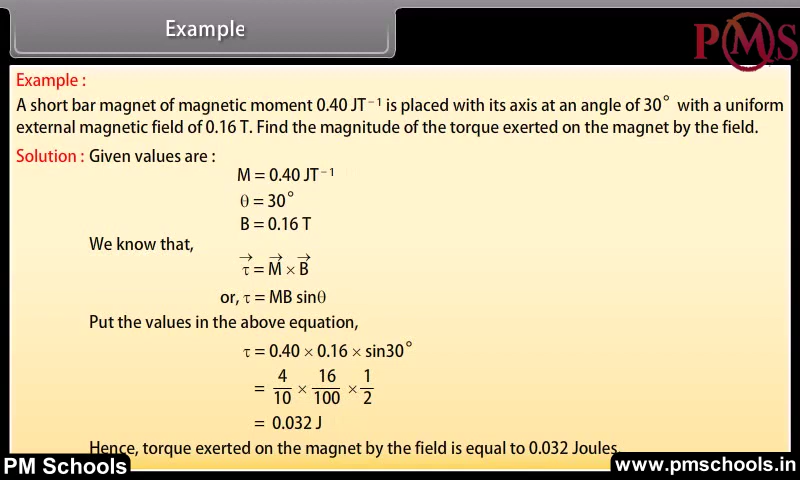 Example
PMS
Example :
A short bar magnet of magnetic moment 0.40 JT⁻¹ is placed with its axis at an angle of 30° with a uniform
external magnetic field of 0.16 T. Find the magnitude of the torque exerted on the magnet by the field.
Solution : Given values are :
M = 0.40 JT⁻¹
θ = 30°
B = 0.16 T
We know that,
τ⃗ = M⃗ × B⃗
or, τ = MB sinθ
Put the values in the above equation,
τ = 0.40 × 0.16 × sin30°
= 4/10 × 16/100 × 1/2
= 0.032 J
Hence, torque exerted on the magnet by the field is equal to 0.032 Joules.
PM Schools
www.pmschools.in